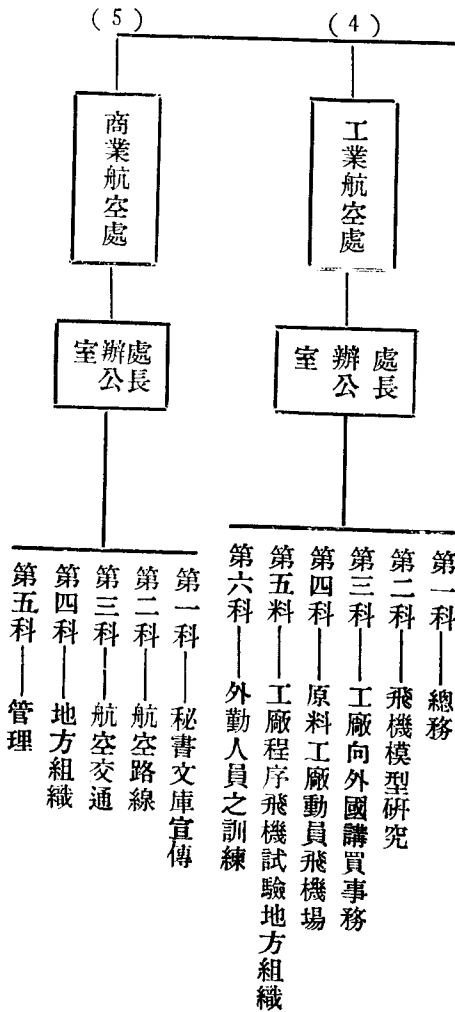 (4)
工業航空處
處長辦公室
第一科——總務
第二科——飛機模型研究
第三科——工廠向外國講買事務
第四科——原料工廠動員飛機場
第五料——工廠程序飛機試驗地方組織
第六科——外勤人員之訓練
(5)
商業航空處
處長辦公室
第一科——秘書文庫宣傳
第二科——航空路線
第三科——航空交通
第四科——地方組織
第五科——管理